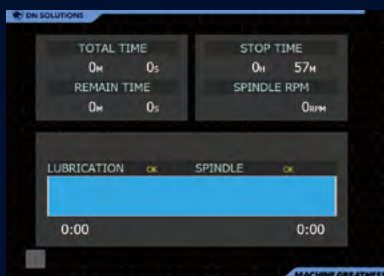 DN SOLUTIONS
TOTAL TIME
0M 0S
REMAIN TIME
0M 0S
STOP TIME
0H 57M
SPINDLE RPM
0RPM
LUBRICATION OK SPINDLE OK
0:00 0:00
MACHINE GREATNESS